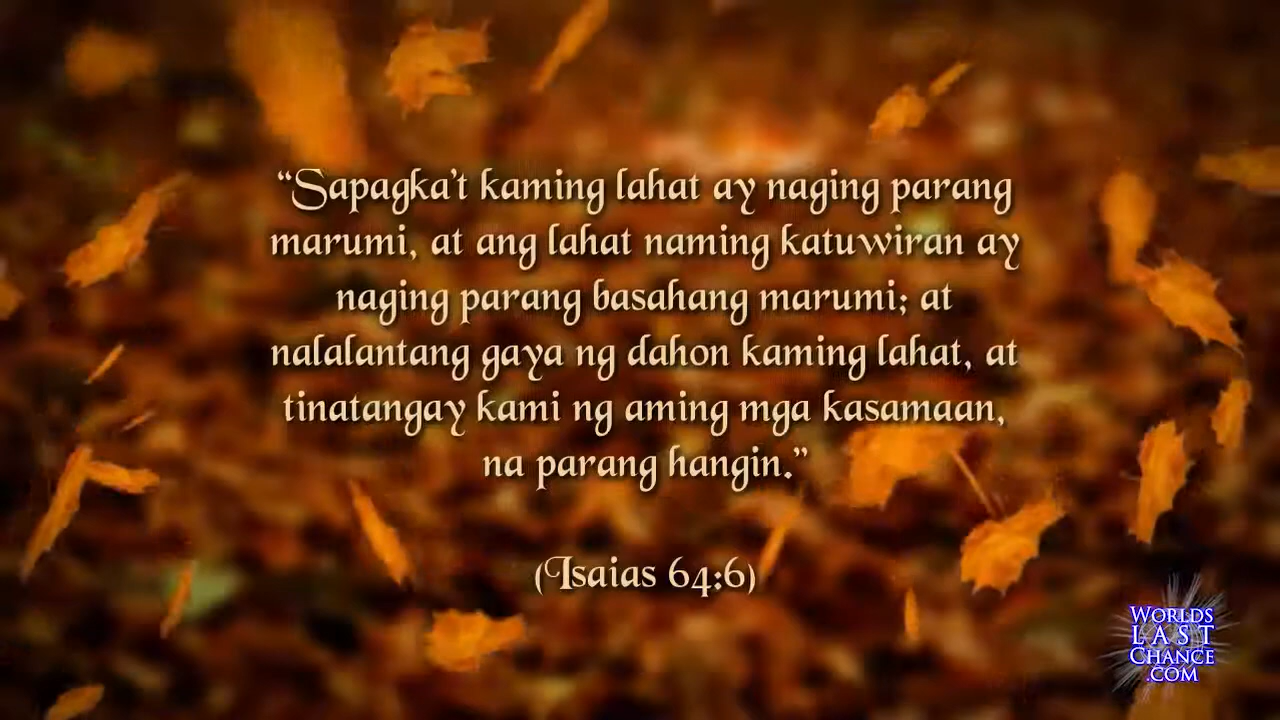 “Sapagka’t kaming lahat ay naging parang
marumi, at ang lahat naming katuwiran ay
naging parang basahang marumi; at
nalalantang gaya ng dahon kaming lahat, at
tinatangay kami ng aming mga kasamaan,
na parang hangin.”
(Isaias 64:6)
WORLDS
LAST
CHANCE
.COM